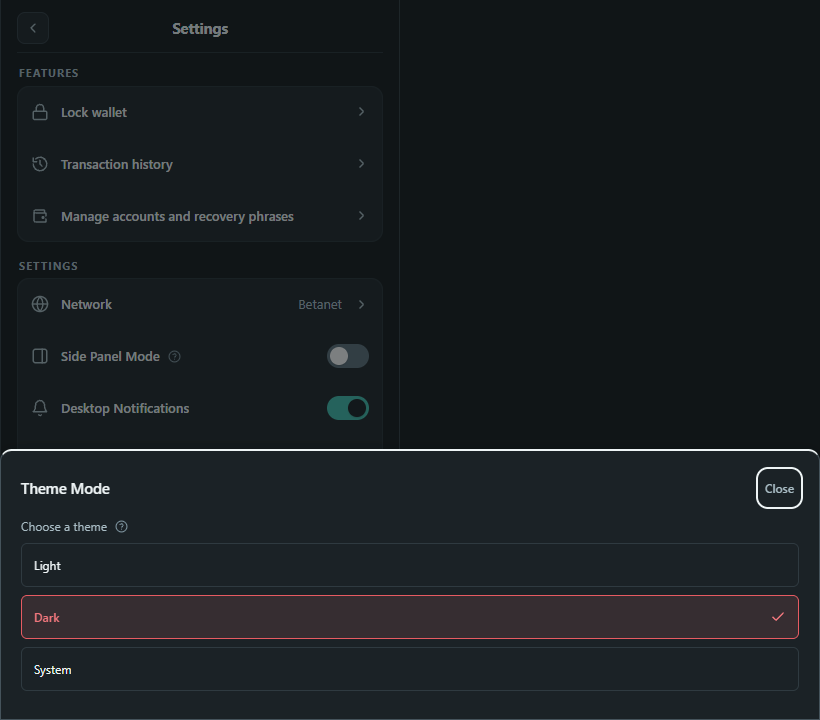 Settings
FEATURES
Lock wallet
Transaction history
Manage accounts and recovery phrases
SETTINGS
Network Betanet
Side Panel Mode
Desktop Notifications
Theme Mode Close
Choose a theme
Light
Dark
System